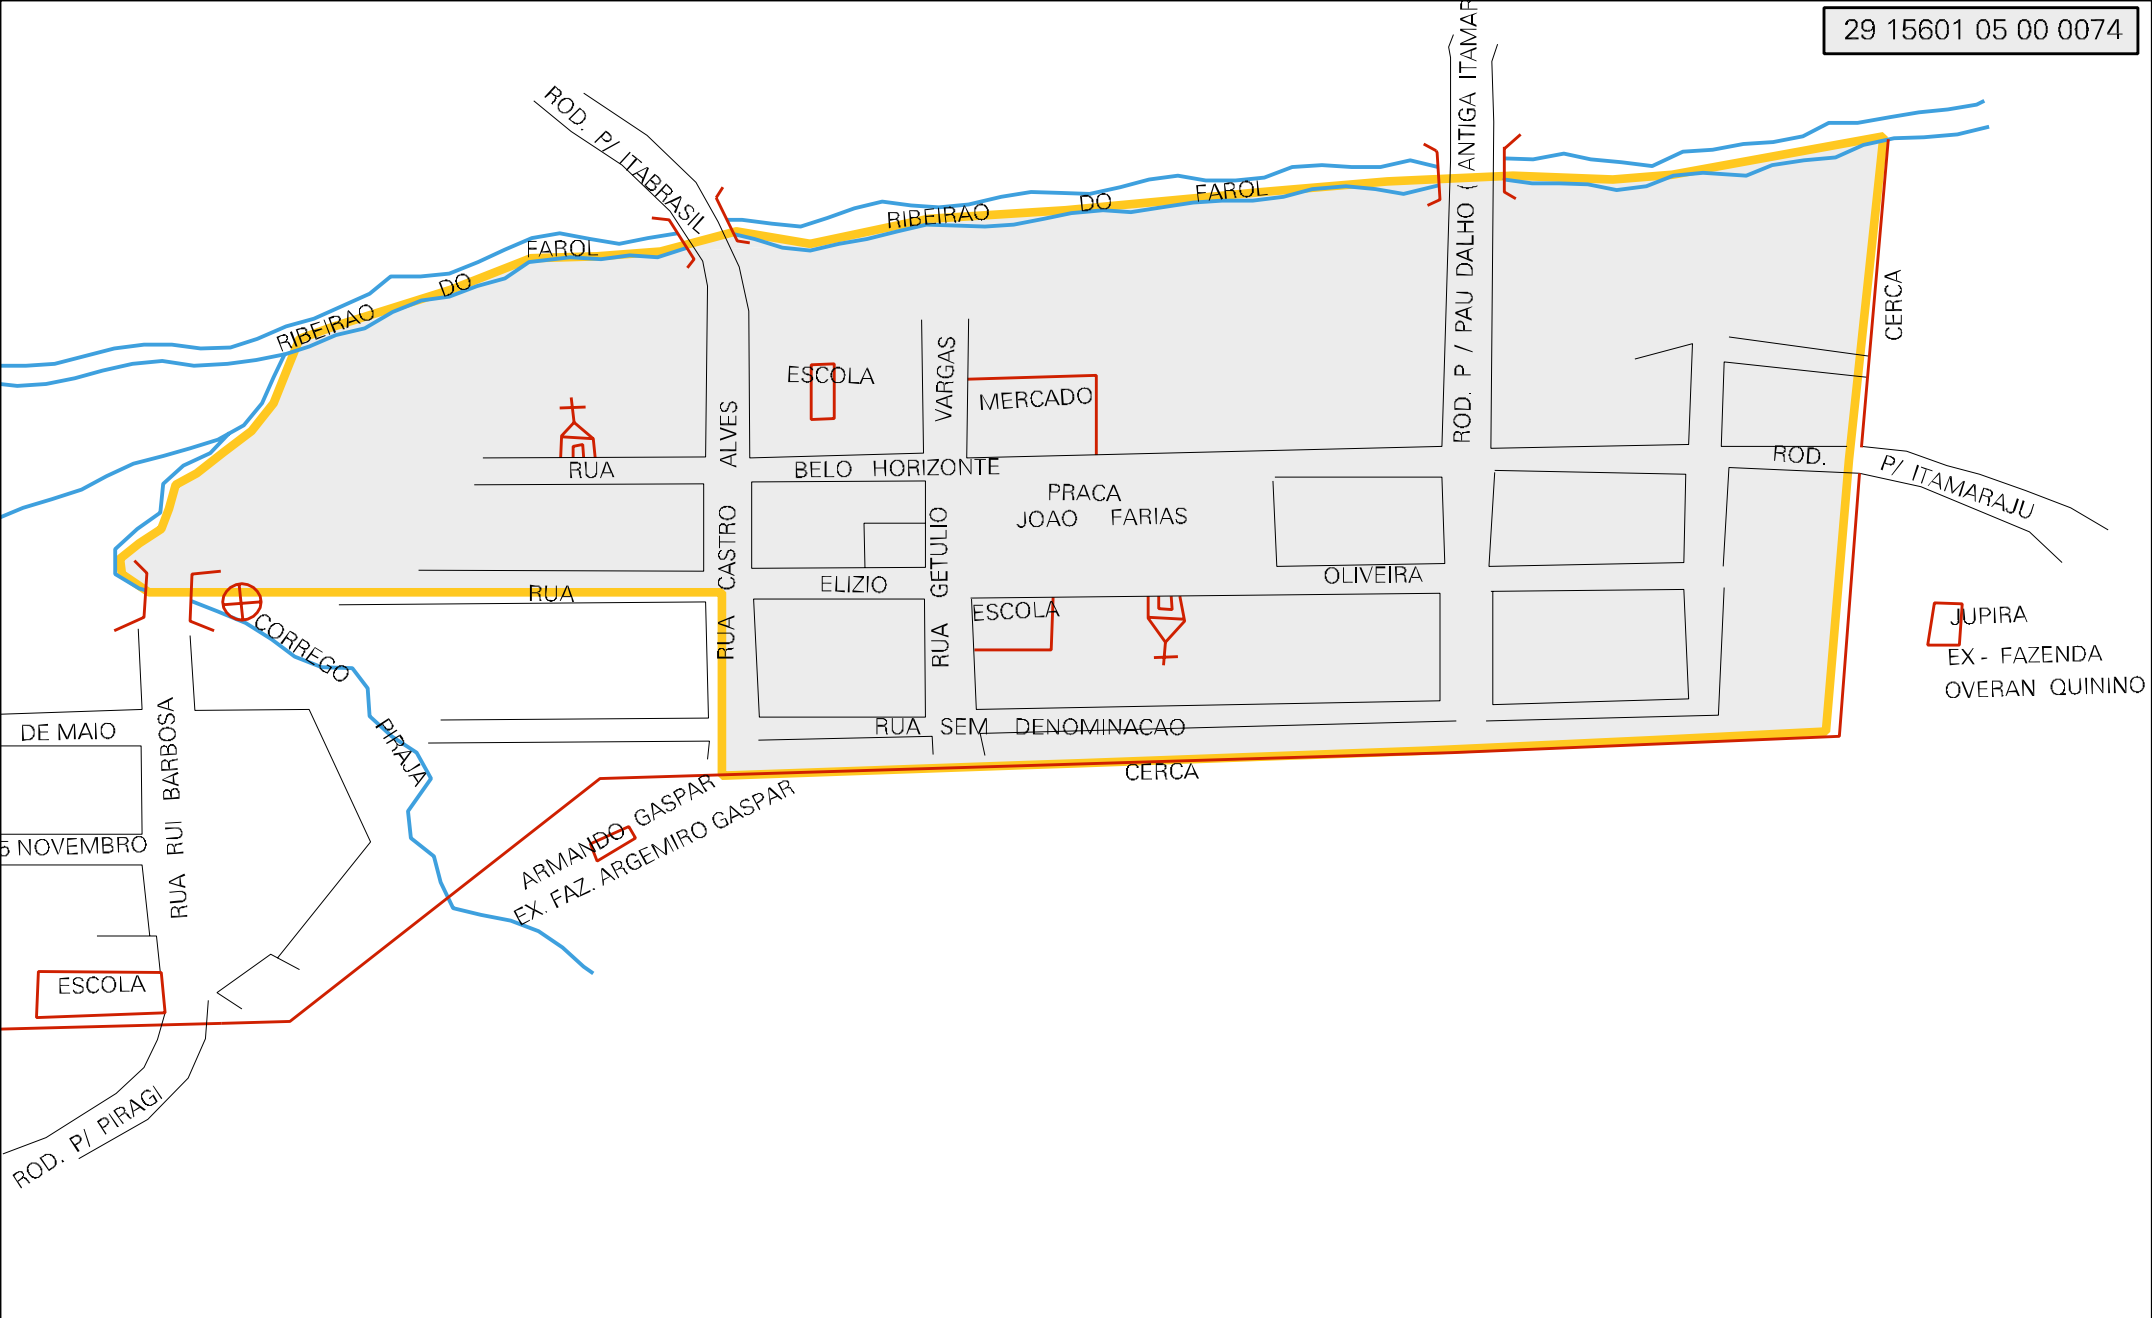 29 15601 05 00 0074
ROD. P/ ITABRASIL
ROD. P / PAU DALHO ( ANTIGA ITAMAR
RIBEIRAO DO FAROL
RIBEIRAO DO FAROL
CERCA
ESCOLA
VARGAS
MERCADO
ALVES
RUA BELO HORIZONTE
ROD. P/ ITAMARAJU
PRACA
JOAO FARIAS
CASTRO
GETULIO
RUA ELIZIO OLIVEIRA
RUA
RUA
ESCOLA
JUPIRA
EX - FAZENDA
OVERAN QUININO
CORREGO PIRAJA
DE MAIO
RUA RUI BARBOSA
RUA SEM DENOMINACAO
CERCA
ARMANDO GASPAR
EX. FAZ. ARGEMIRO GASPAR
5 NOVEMBRO
ESCOLA
ROD. P/ PIRAGI